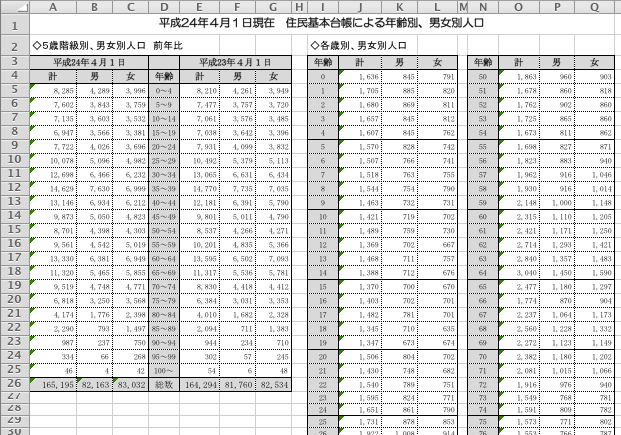 A B C D E F G H I J K L M N O P Q
1 平成24年4月1日現在 住民基本台帳による年齢別、男女別人口
2 ◇5歳階級別、男女別人口 前年比 ◇各歳別、男女別人口
3 平成24年4月1日 平成23年4月1日 年齢 計 男 女 年齢 計 男 女
4 計 男 女 年齢 計 男 女 0 1,636 845 791 50 1,863 960 903
5 8,285 4,289 3,996 0～4 8,210 4,261 3,949 1 1,705 885 820 51 1,678 860 818
6 7,602 3,843 3,759 5～9 7,477 3,757 3,720 2 1,680 869 811 52 1,762 902 860
7 7,135 3,603 3,532 10～14 7,061 3,576 3,485 3 1,657 845 812 53 1,725 865 860
8 6,947 3,566 3,381 15～19 7,038 3,642 3,396 4 1,607 845 762 54 1,673 811 862
9 7,722 4,026 3,696 20～24 7,931 4,099 3,832 5 1,570 828 742 55 1,698 827 871
10 10,078 5,096 4,982 25～29 10,492 5,379 5,113 6 1,507 766 741 56 1,823 883 940
11 12,698 6,466 6,232 30～34 13,065 6,631 6,434 7 1,518 763 755 57 1,962 916 1,046
12 14,629 7,630 6,999 35～39 14,770 7,735 7,035 8 1,544 754 790 58 1,930 916 1,014
13 13,146 6,934 6,212 40～44 12,181 6,391 5,790 9 1,463 732 731 59 2,148 1,000 1,148
14 9,873 5,050 4,823 45～49 9,801 5,011 4,790 10 1,421 719 702 60 2,315 1,110 1,205
15 8,701 4,398 4,303 50～54 8,537 4,266 4,271 11 1,489 759 730 61 2,421 1,171 1,250
16 9,561 4,542 5,019 55～59 10,201 4,835 5,366 12 1,369 702 667 62 2,714 1,293 1,421
17 13,330 6,381 6,949 60～64 13,595 6,502 7,093 13 1,468 711 757 63 2,840 1,357 1,483
18 11,320 5,465 5,855 65～69 11,317 5,536 5,781 14 1,388 712 676 64 3,040 1,450 1,590
19 9,519 4,748 4,771 70～74 8,830 4,418 4,412 15 1,370 700 670 65 2,477 1,180 1,297
20 6,818 3,250 3,568 75～79 6,384 3,031 3,353 16 1,403 702 701 66 1,774 870 904
21 4,174 1,776 2,398 80～84 4,010 1,682 2,328 17 1,482 781 701 67 2,237 1,064 1,173
22 2,290 793 1,497 85～89 2,094 711 1,383 18 1,345 710 635 68 2,560 1,228 1,332
23 987 237 750 90～94 944 234 710 19 1,347 673 674 69 2,272 1,123 1,149
24 334 66 268 95～99 302 57 245 20 1,506 804 702 70 2,382 1,180 1,202
25 46 4 42 100～ 54 6 48 21 1,430 748 682 71 2,081 1,015 1,066
26 165,195 82,163 83,032 総数 164,294 81,760 82,534 22 1,540 789 751 72 1,916 976 940
27 23 1,595 824 771 73 1,549 768 781
28 24 1,651 861 790 74 1,591 809 782
29 25 1,731 878 853 75 1,573 771 802
30 26 1,922 1,008 914 76 1,553 766 787